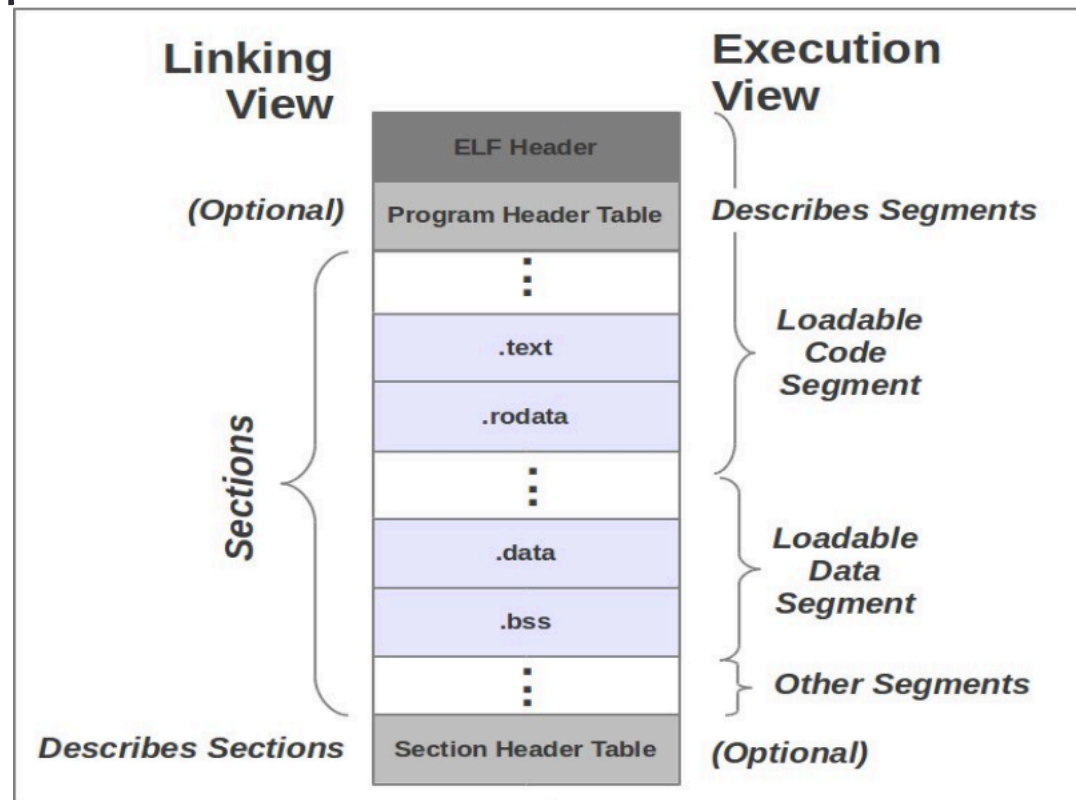 Linking
View
Execution
View
ELF Header
(Optional)
Program Header Table
Describes Segments
.text
.rodata
Loadable
Code
Segment
Sections
.data
.bss
Loadable
Data
Segment
Other Segments
Describes Sections
Section Header Table
(Optional)